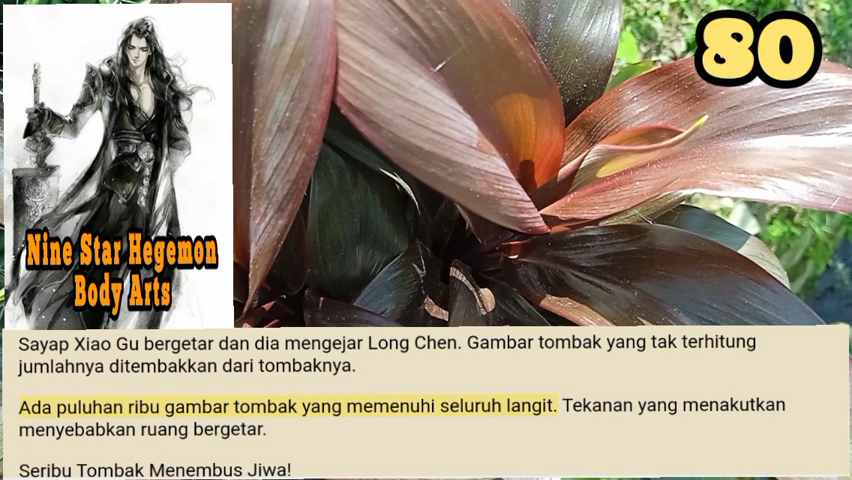 80
Nine Star Hegemon
Body Arts
Sayap Xiao Gu bergetar dan dia mengejar Long Chen. Gambar tombak yang tak terhitung
jumlahnya ditembakkan dari tombaknya.
Ada puluhan ribu gambar tombak yang memenuhi seluruh langit. Tekanan yang menakutkan
menyebabkan ruang bergetar.
Seribu Tombak Menembus Jiwa!